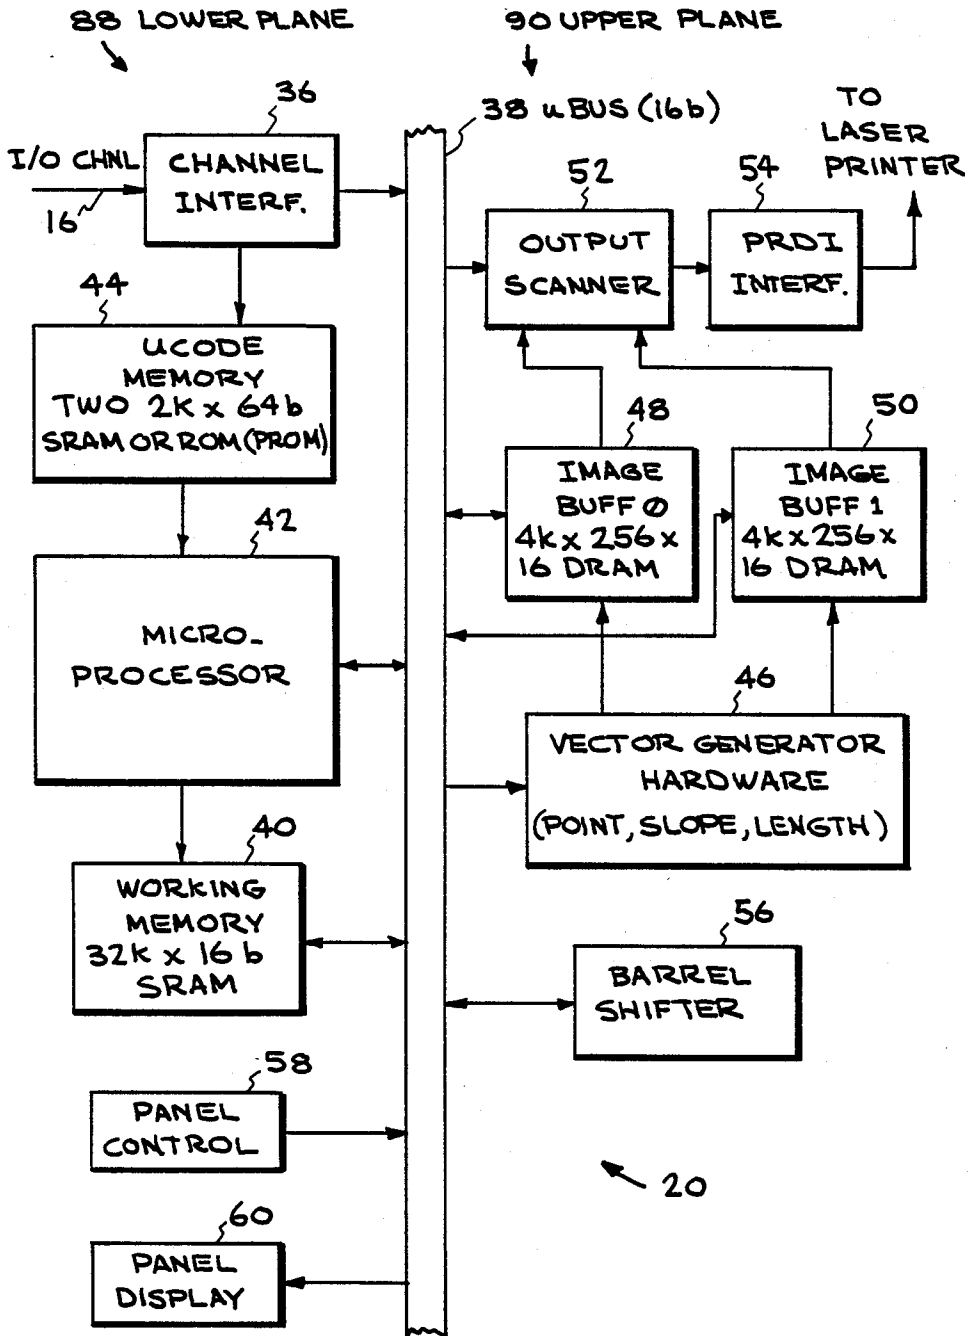 88 LOWER PLANE
90 UPPER PLANE
36
38 uBUS (16b)
TO
LASER
PRINTER
I/O CHNL
16
CHANNEL
INTERF.
52
OUTPUT
SCANNER
54
PRDI
INTERF.
44
UCODE
MEMORY
TWO 2K x 64b
SRAM OR ROM (PROM)
48
IMAGE
BUFF 0
4K x 256 x
16 DRAM
50
IMAGE
BUFF 1
4K x 256 x
16 DRAM
42
MICRO-
PROCESSOR
46
VECTOR GENERATOR
HARDWARE
(POINT, SLOPE, LENGTH)
40
WORKING
MEMORY
32K x 16 b
SRAM
56
BARREL
SHIFTER
58
PANEL
CONTROL
20
60
PANEL
DISPLAY